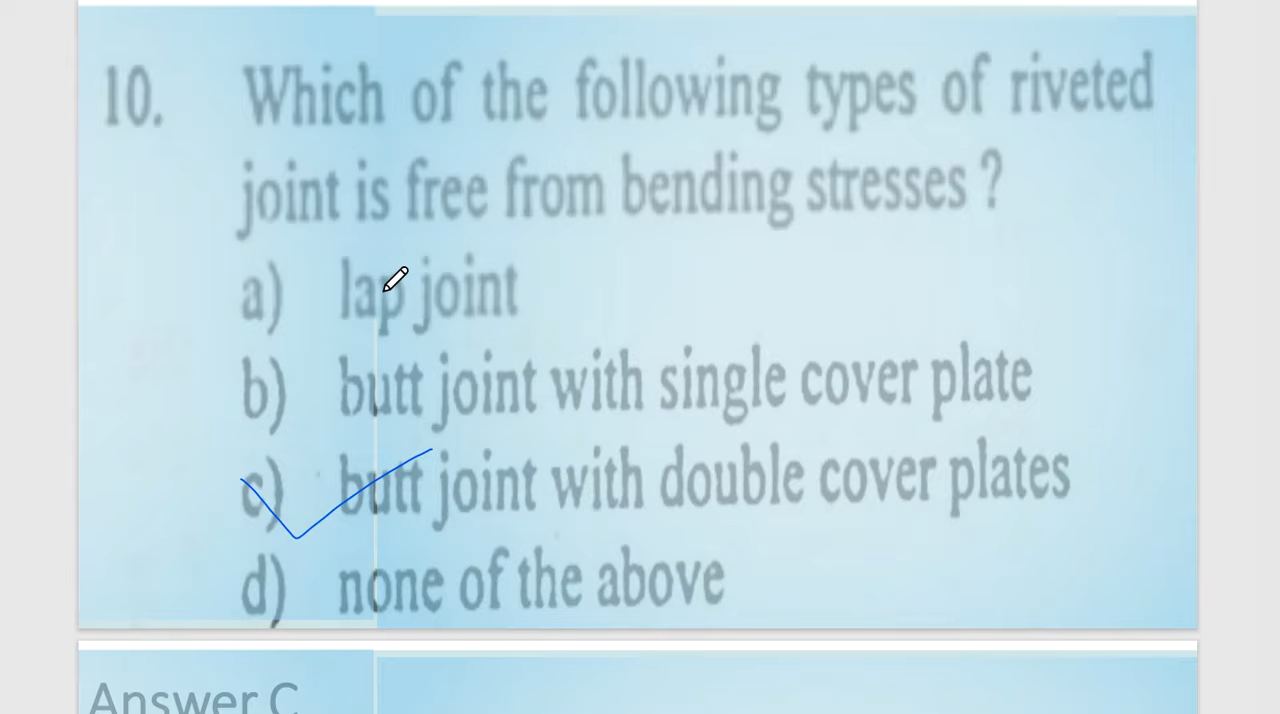 10. Which of the following types of riveted
joint is free from bending stresses ?
a) lap joint
b) butt joint with single cover plate
c) butt joint with double cover plates
d) none of the above
Answer C